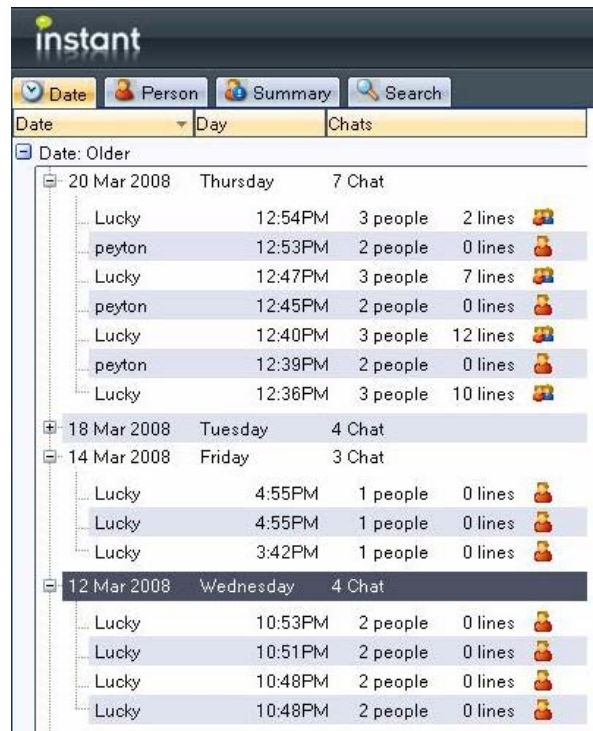 instant
Date Person Summary Search
Date Day Chats
Date: Older
20 Mar 2008 Thursday 7 Chat
Lucky 12:54PM 3 people 2 lines
peyton 12:53PM 2 people 0 lines
Lucky 12:47PM 3 people 7 lines
peyton 12:45PM 2 people 0 lines
Lucky 12:40PM 3 people 12 lines
peyton 12:39PM 2 people 0 lines
Lucky 12:36PM 3 people 10 lines
18 Mar 2008 Tuesday 4 Chat
14 Mar 2008 Friday 3 Chat
Lucky 4:55PM 1 people 0 lines
Lucky 4:55PM 1 people 0 lines
Lucky 3:42PM 1 people 0 lines
12 Mar 2008 Wednesday 4 Chat
Lucky 10:53PM 2 people 0 lines
Lucky 10:51PM 2 people 0 lines
Lucky 10:48PM 2 people 0 lines
Lucky 10:48PM 2 people 0 lines